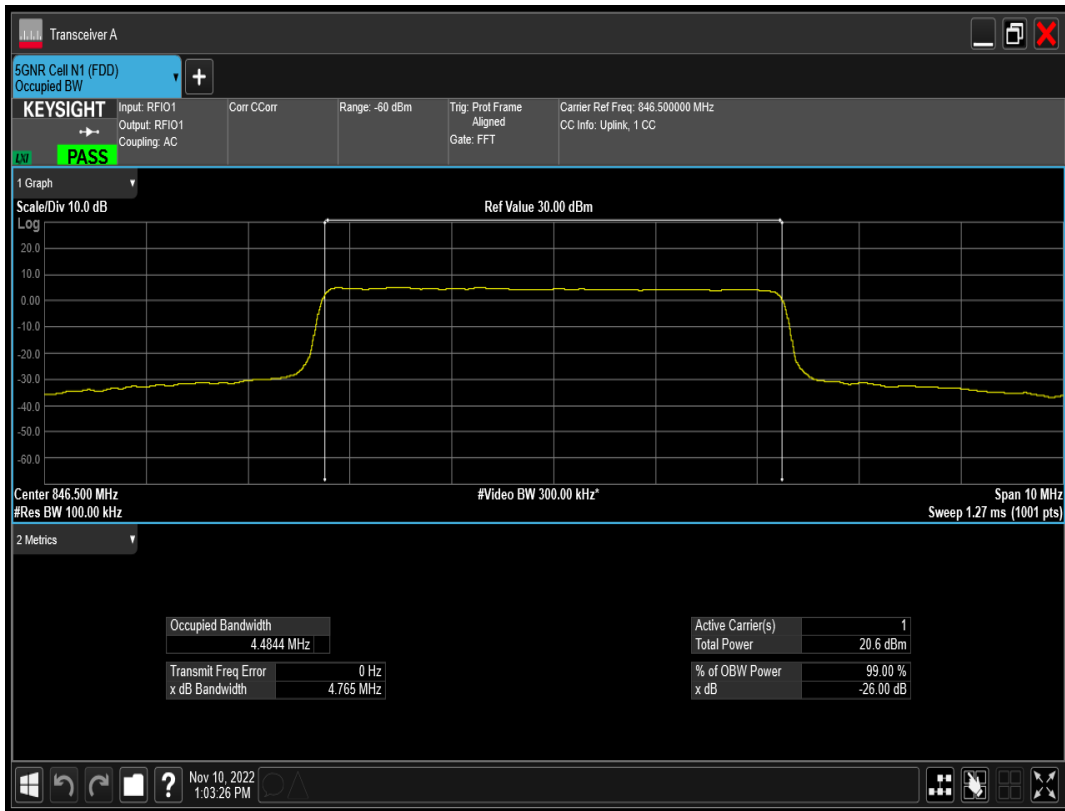 Transceiver A
5GNR Cell N1 (FDD)
Occupied BW
+
KEYSIGHT
LXI
PASS
Input: RFIO1
Output: RFIO1
Coupling: AC
Corr CCorr
Range: -60 dBm
Trig: Prot Frame
Aligned
Gate: FFT
Carrier Ref Freq: 846.500000 MHz
CC Info: Uplink, 1 CC
1 Graph
Scale/Div 10.0 dB
Ref Value 30.00 dBm
Log
20.0
10.0
0.00
-10.0
-20.0
-30.0
-40.0
-50.0
-60.0
Center 846.500 MHz
#Video BW 300.00 kHz*
Span 10 MHz
#Res BW 100.00 kHz
Sweep 1.27 ms (1001 pts)
2 Metrics
Occupied Bandwidth
4.4844 MHz
Transmit Freq Error 0 Hz
x dB Bandwidth 4.765 MHz
Active Carrier(s) 1
Total Power 20.6 dBm
% of OBW Power 99.00 %
x dB -26.00 dB
?
Nov 10, 2022
1:03:26 PM